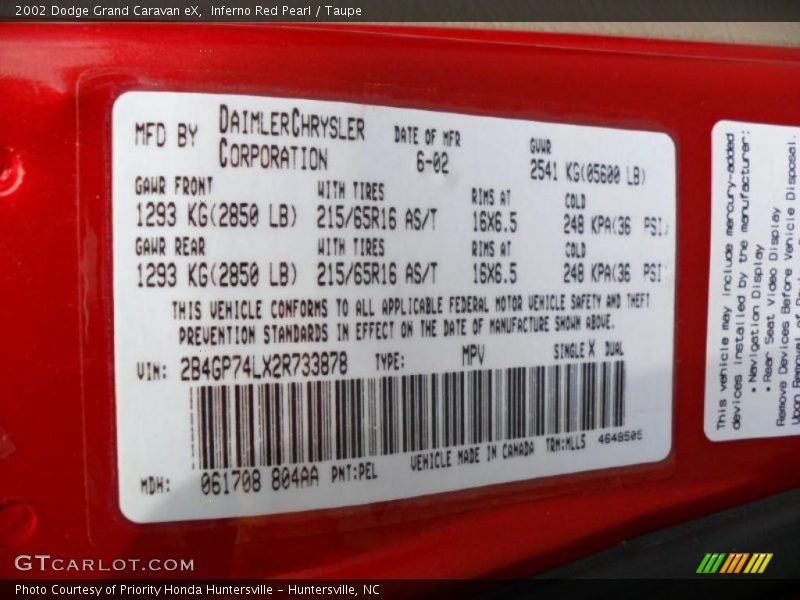 2002 Dodge Grand Caravan eX, Inferno Red Pearl / Taupe
MFD BY DAIMLERCHRYSLER CORPORATION
DATE OF MFR 6-02
GVWR 2541 KG(05600 LB)
GAWR FRONT WITH TIRES RIMS AT COLD
1293 KG(2850 LB) 215/65R16 AS/T 16X6.5 248 KPA(36 PSI)
GAWR REAR WITH TIRES RIMS AT COLD
1293 KG(2850 LB) 215/65R16 AS/T 16X6.5 248 KPA(36 PSI
THIS VEHICLE CONFORMS TO ALL APPLICABLE FEDERAL MOTOR VEHICLE SAFETY AND THEFT
PREVENTION STANDARDS IN EFFECT ON THE DATE OF MANUFACTURE SHOWN ABOVE.
VIN: 2B4GP74LX2R733878 TYPE: MPV SINGLE X DUAL
MDH: 061708 804AA PNT:PEL VEHICLE MADE IN CANADA TRM:MLL5 4648505
This vehicle may include mercury-added
devices installed by the manufacturer:
• Navigation Display
• Rear Seat Video Display
Remove Devices Before Vehicle Disposal.
Upon Removal
GTCARLOT.COM
Photo Courtesy of Priority Honda Huntersville - Huntersville, NC